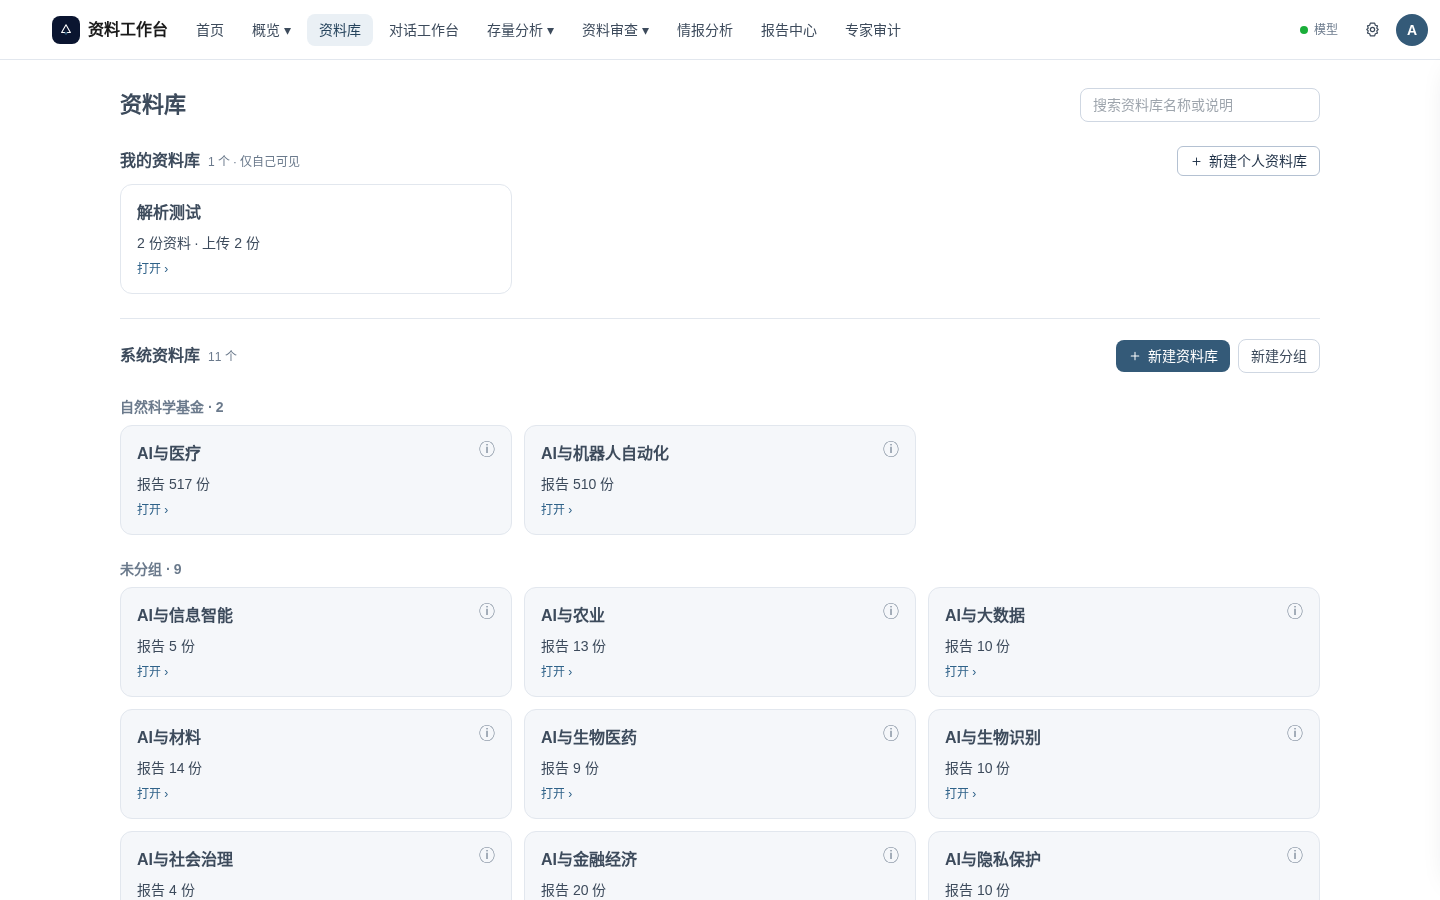 资料工作台 首页 概览 ▾ 资料库 对话工作台 存量分析 ▾ 资料审查 ▾ 情报分析 报告中心 专家审计 模型 A
资料库 搜索资料库名称或说明
我的资料库 1 个 · 仅自己可见 + 新建个人资料库
解析测试
2 份资料 · 上传 2 份
打开 ›
系统资料库 11 个 + 新建资料库 新建分组
自然科学基金 · 2
AI与医疗 ⓘ AI与机器人自动化 ⓘ
报告 517 份 报告 510 份
打开 › 打开 ›
未分组 · 9
AI与信息智能 ⓘ AI与农业 ⓘ AI与大数据 ⓘ
报告 5 份 报告 13 份 报告 10 份
打开 › 打开 › 打开 ›
AI与材料 ⓘ AI与生物医药 ⓘ AI与生物识别 ⓘ
报告 14 份 报告 9 份 报告 10 份
打开 › 打开 › 打开 ›
AI与社会治理 ⓘ AI与金融经济 ⓘ AI与隐私保护 ⓘ
报告 4 份 报告 20 份 报告 10 份